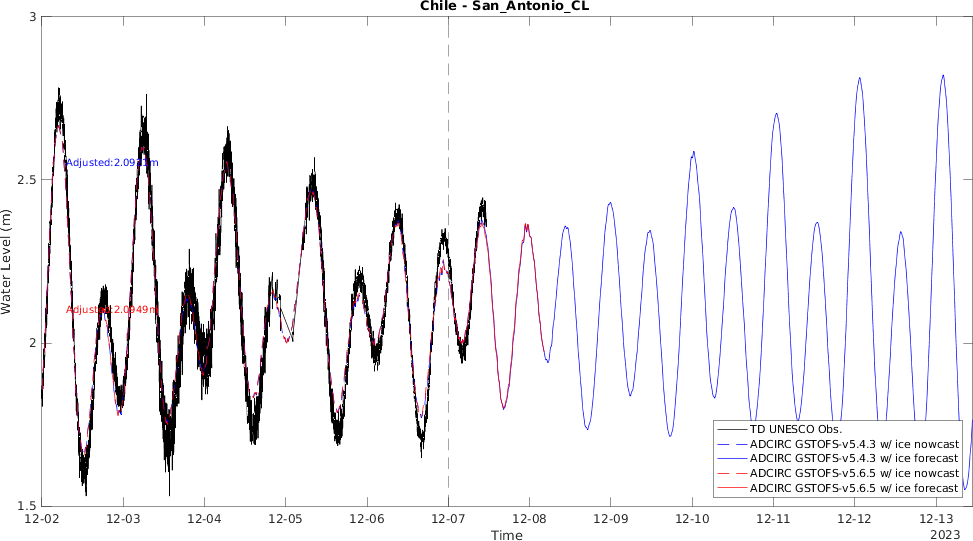 Chile - San_Antonio_CL
3
2.5
2
1.5
Water Level (m)
Adjusted:
Adjusted:2.0949m
12-02
12-03
12-04
12-05
12-06
12-07
12-08
12-09
12-10
12-11
12-12
12-13
2023
Time
TD UNESCO Obs.
ADCIRC GSTOFS-v5.4.3 w/ ice nowcast
ADCIRC GSTOFS-v5.4.3 w/ ice forecast
ADCIRC GSTOFS-v5.6.5 w/ ice nowcast
ADCIRC GSTOFS-v5.6.5 w/ ice forecast